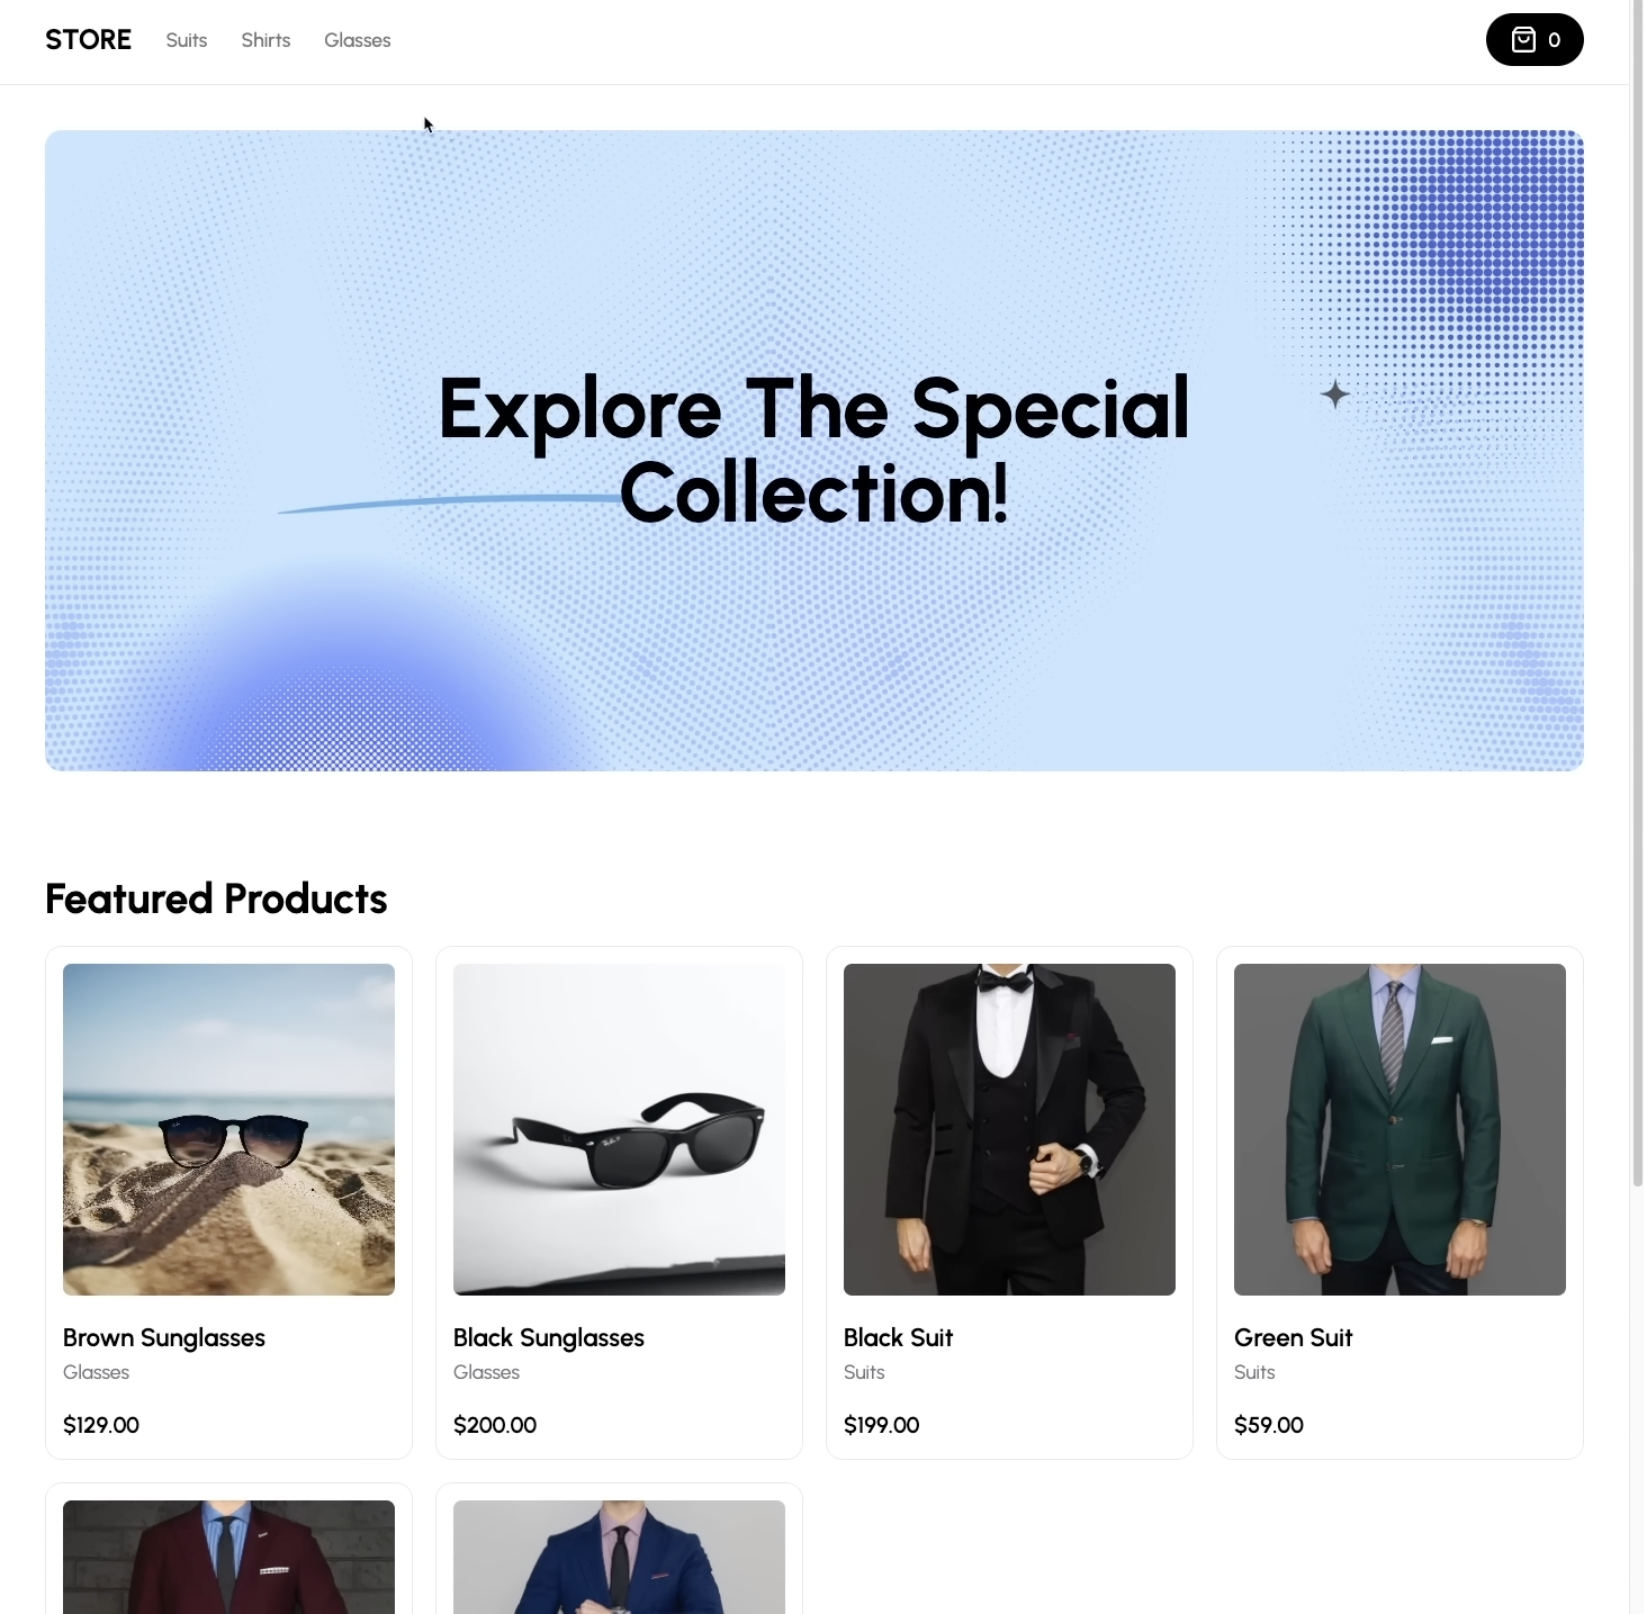 STORE
Suits
Shirts
Glasses
0
Explore The Special
Collection!
Featured Products
Brown Sunglasses
Glasses
$129.00
Black Sunglasses
Glasses
$200.00
Black Suit
Suits
$199.00
Green Suit
Suits
$59.00